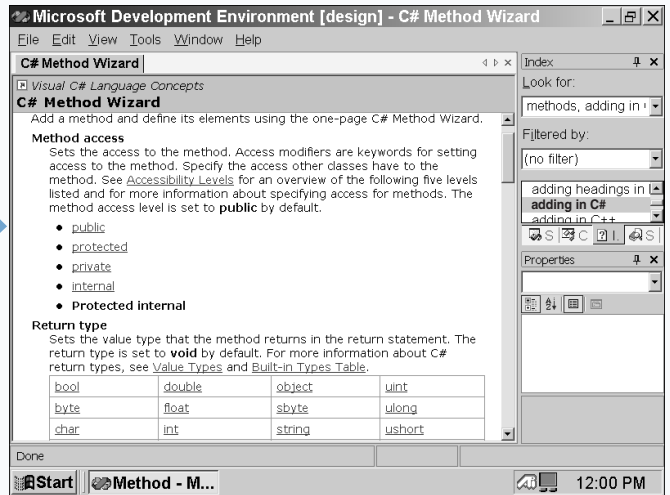 Microsoft Development Environment [design] - C# Method Wizard
File Edit View Tools Window Help
C# Method Wizard
Visual C# Language Concepts
C# Method Wizard
Add a method and define its elements using the one-page C# Method Wizard.
Method access
Sets the access to the method. Access modifiers are keywords for setting
access to the method. Specify the access other classes have to the
method. See Accessibility Levels for an overview of the following five levels
listed and for more information about specifying access for methods. The
method access level is set to public by default.
• public
• protected
• private
• internal
• Protected internal
Return type
Sets the value type that the method returns in the return statement. The
return type is set to void by default. For more information about C#
return types, see Value Types and Built-in Types Table.
bool double object uint
byte float sbyte ulong
char int string ushort
Index
Look for:
methods, adding in
Filtered by:
(no filter)
adding headings in
adding in C#
adding in C++
S C I. S
Properties
Done
Start Method - M... 12:00 PM